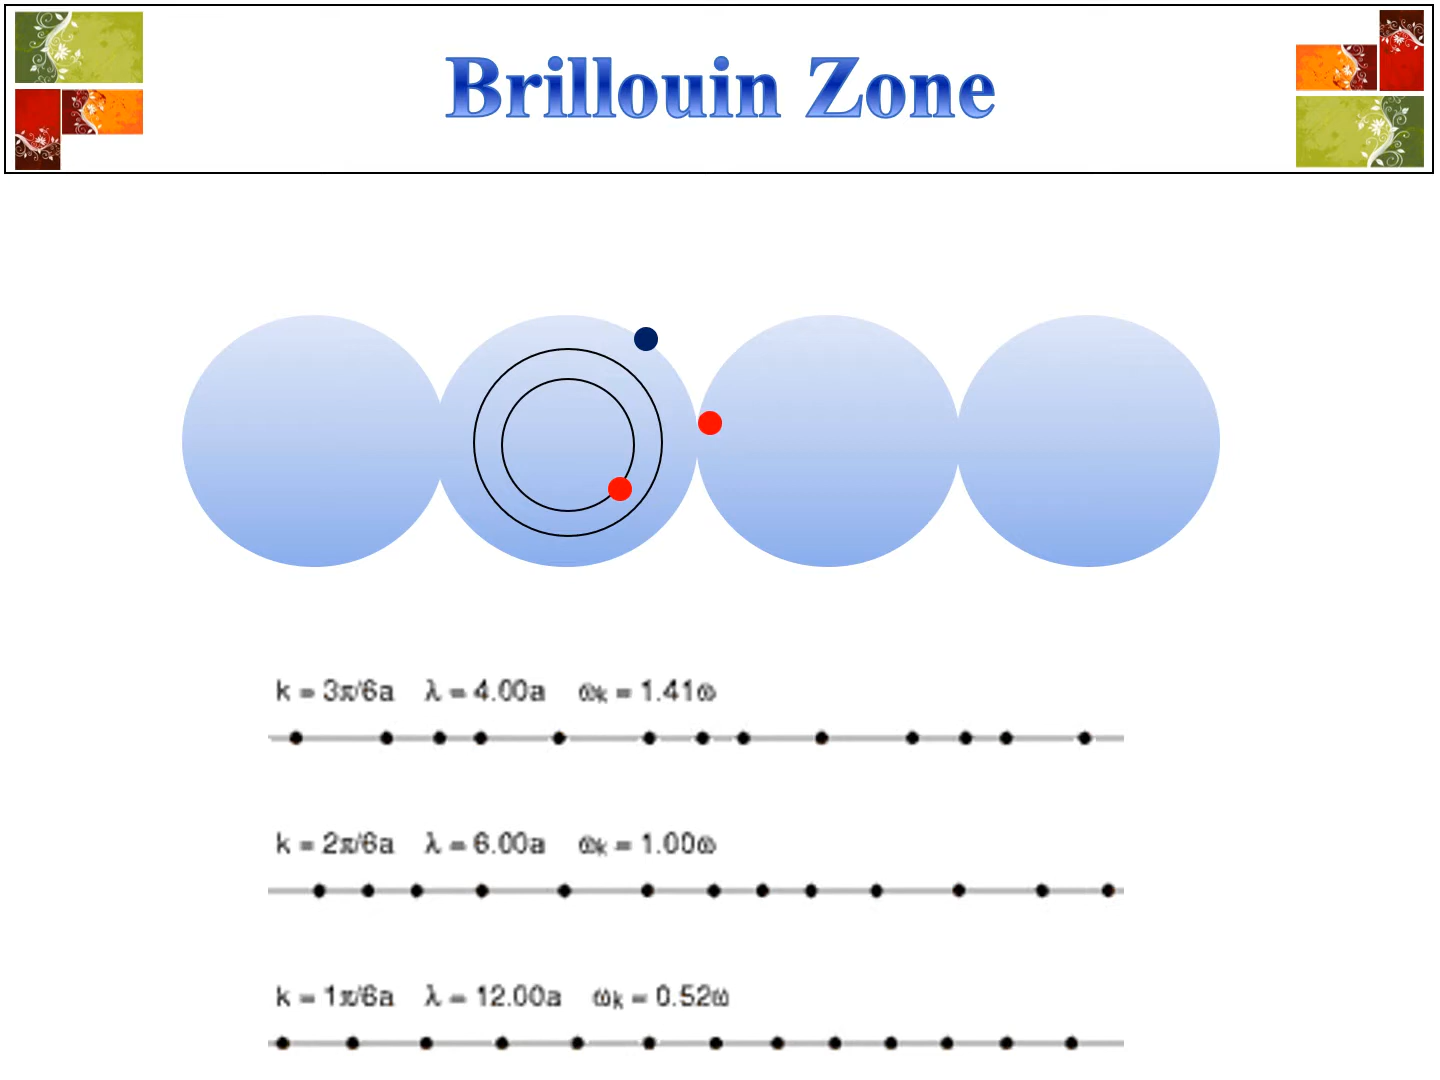 Brillouin Zone
k = 3π/6a λ = 4.00a ωk = 1.41ω
k = 2π/6a λ = 6.00a ωk = 1.00ω
k = 1π/6a λ = 12.00a ωk = 0.52ω